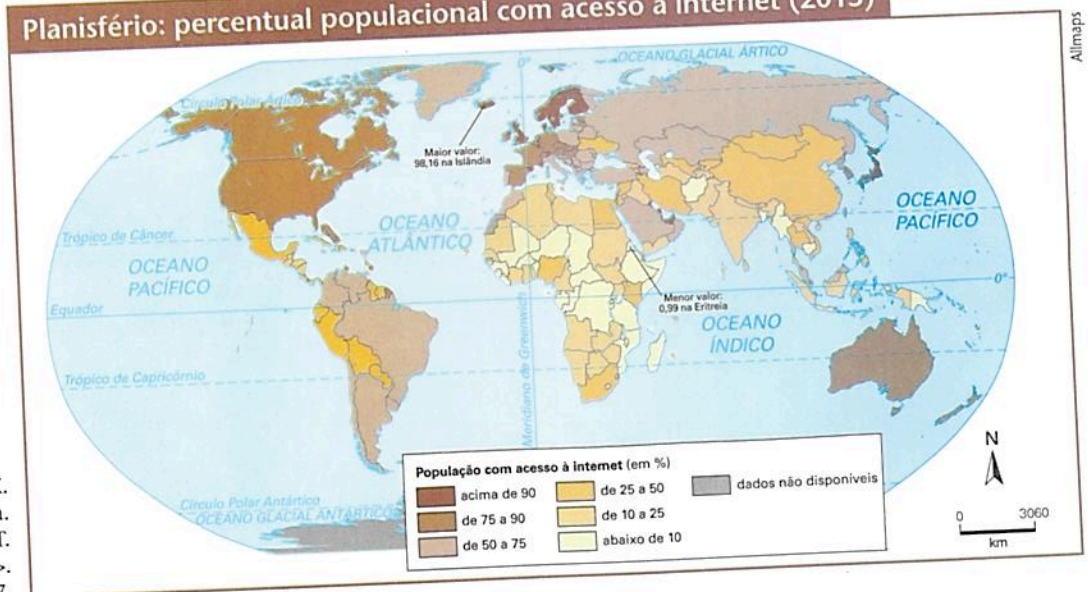 Planisfério: percentual populacional com acesso à internet (2015)
Allmaps
OCEANO GLACIAL ÁRTICO
0°
Círculo Polar Ártico
Maior valor:
98,16 na Islândia
OCEANO
ATLÂNTICO
OCEANO
PACÍFICO
Trópico de Câncer
OCEANO
PACÍFICO
Equador
0°
Menor valor:
0,99 na Eritreia
OCEANO
ÍNDICO
Meridiano de Greenwich
Trópico de Capricórnio
Círculo Polar Antártico
OCEANO GLACIAL ANTÁRTICO
População com acesso à internet (em %)
acima de 90
de 75 a 90
de 50 a 75
de 25 a 50
de 10 a 25
abaixo de 10
dados não disponíveis
N
0 3060
km